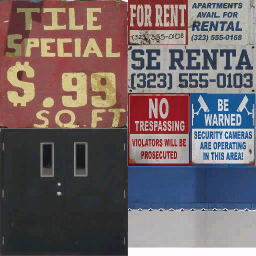 TILE
SPECIAL
$.99
SQ.FT
FOR RENT
(323) 555-0108
APARTMENTS
AVAIL. FOR
RENTAL
(323) 555-0168
SE RENTA
(323) 555-0103
NO
TRESPASSING
VIOLATORS WILL BE
PROSECUTED
BE
WARNED
SECURITY CAMERAS
ARE OPERATING
IN THIS AREA!